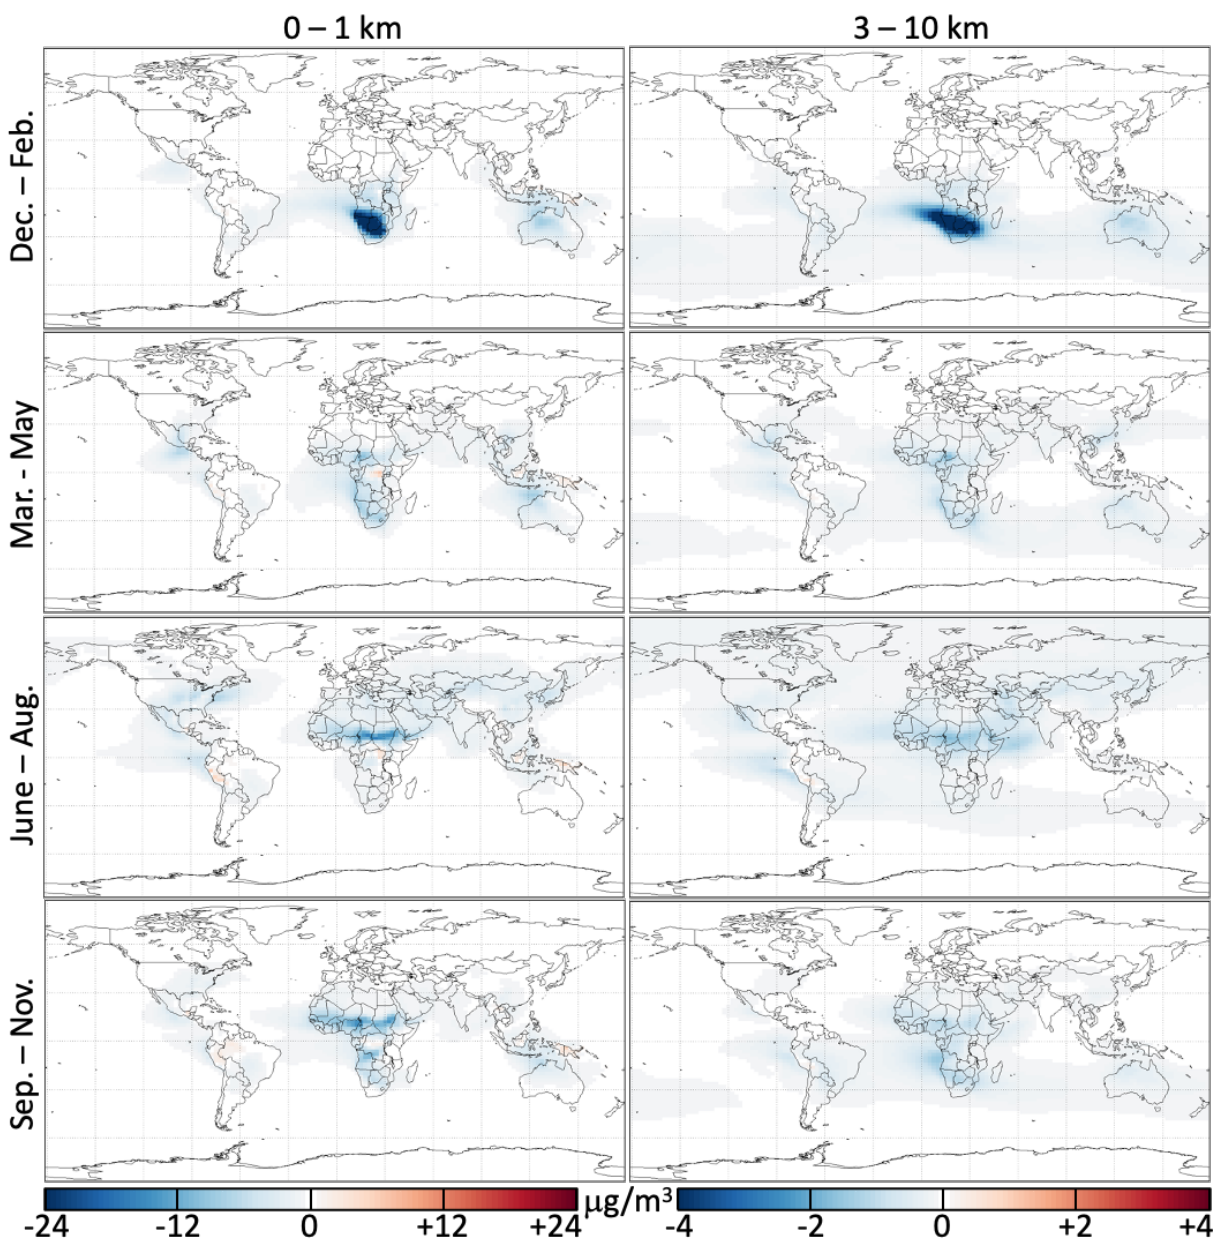 0 – 1 km
3 – 10 km
Dec. – Feb.
Mar. - May
June – Aug.
Sep. – Nov.
-24 -12 0 +12 +24 μg/m³ -4 -2 0 +2 +4